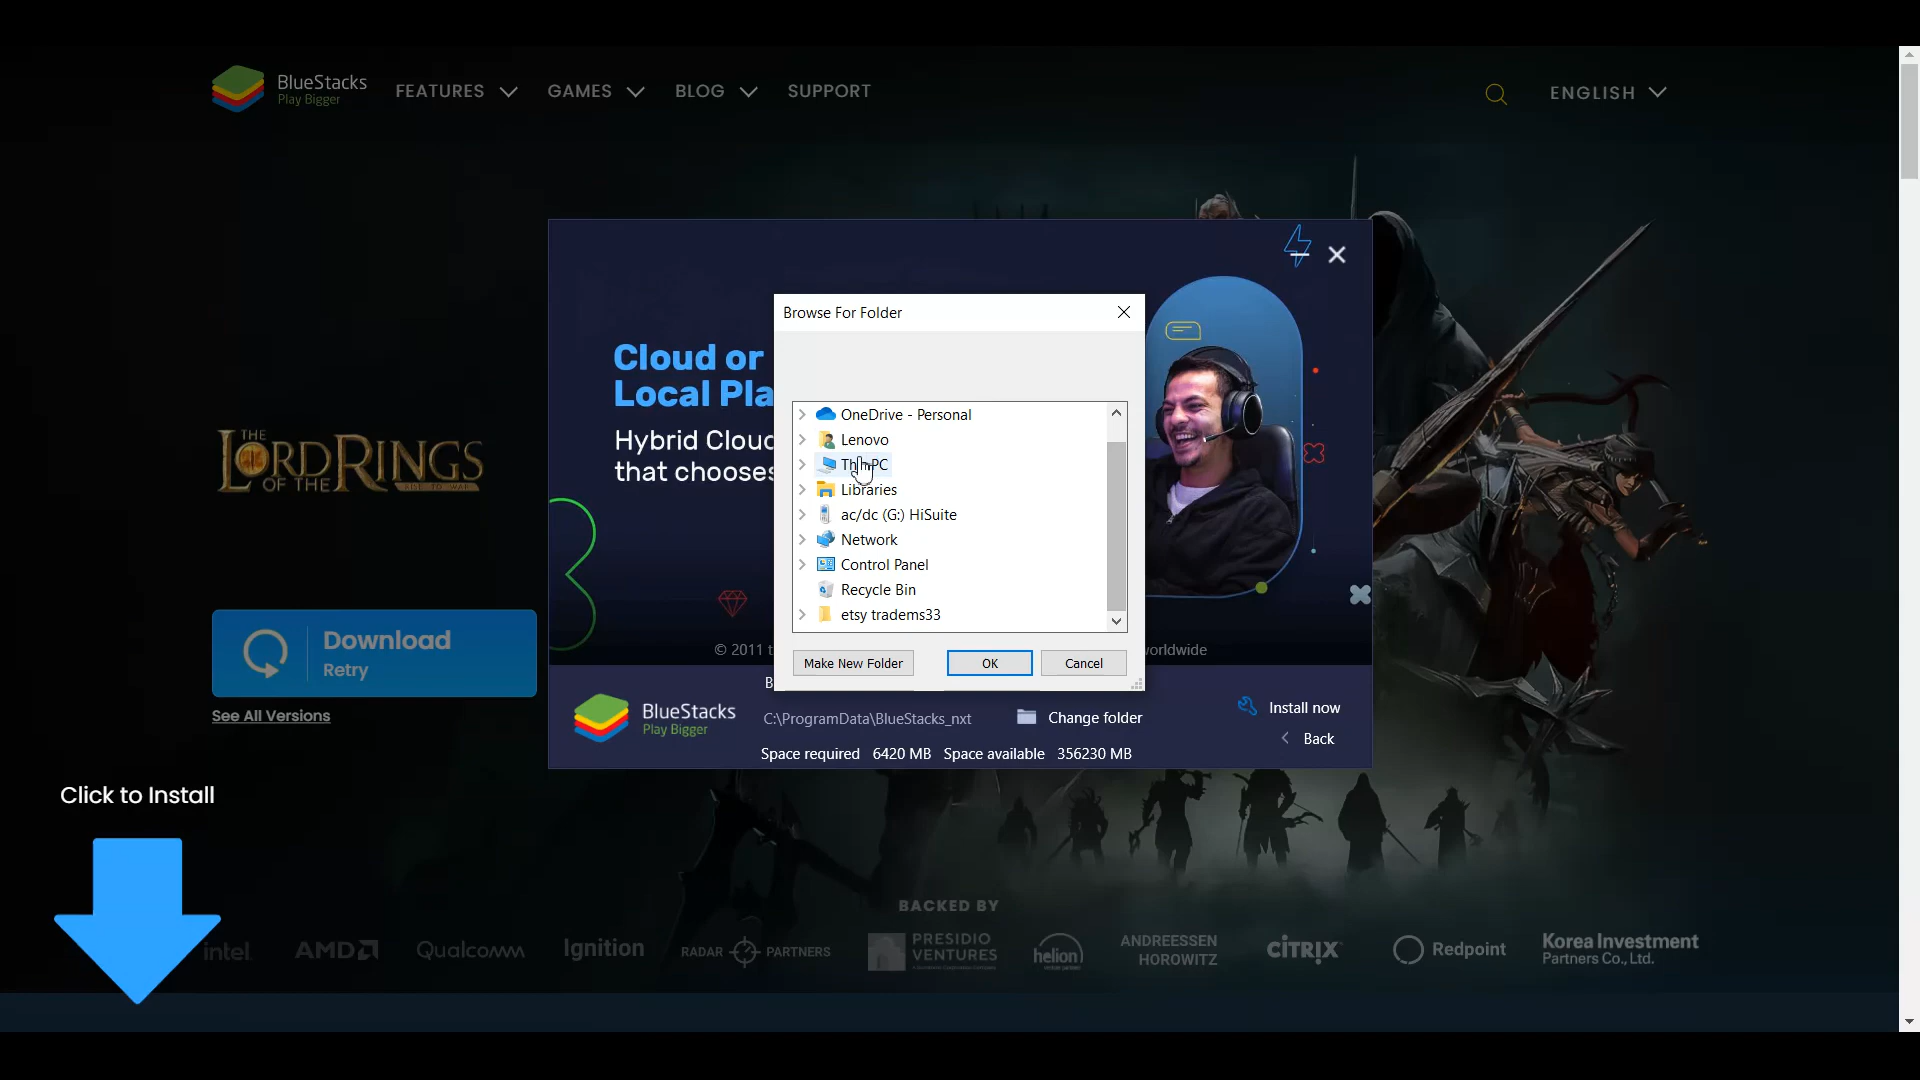 BlueStacks
Play Bigger
FEATURES
GAMES
BLOG
SUPPORT
ENGLISH
Browse For Folder
Cloud or
Local Pla
Hybrid Cloud
that chooses
OneDrive - Personal
Lenovo
This PC
Libraries
ac/dc (G:) HiSuite
Network
Control Panel
Recycle Bin
etsy tradems33
Make New Folder
OK
Cancel
THE
LORD RINGS
OF THE
RISE TO WAR
Download
Retry
See All Versions
© 2011 t
orldwide
B
BlueStacks
Play Bigger
C:\ProgramData\BlueStacks_nxt
Change folder
Space required 6420 MB Space available 356230 MB
Install now
Back
Click to Install
BACKED BY
intel
AMD
Qualcomm
Ignition
RADAR PARTNERS
PRESIDIO
VENTURES
helion
ANDREESSEN
HOROWITZ
CITRIX
Redpoint
Korea Investment
Partners Co., Ltd.